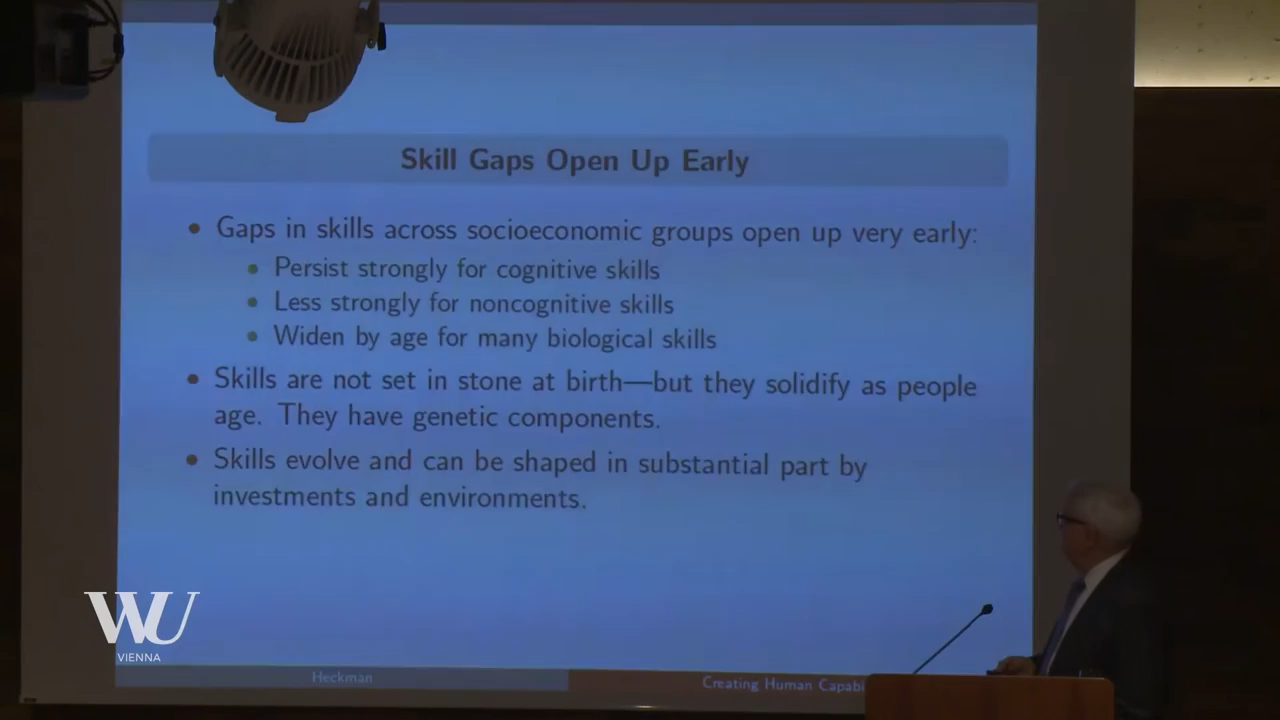 Skill Gaps Open Up Early
• Gaps in skills across socioeconomic groups open up very early:
• Persist strongly for cognitive skills
• Less strongly for noncognitive skills
• Widen by age for many biological skills
• Skills are not set in stone at birth—but they solidify as people
age. They have genetic components.
• Skills evolve and can be shaped in substantial part by
investments and environments.
WU
VIENNA
Heckman
Creating Human